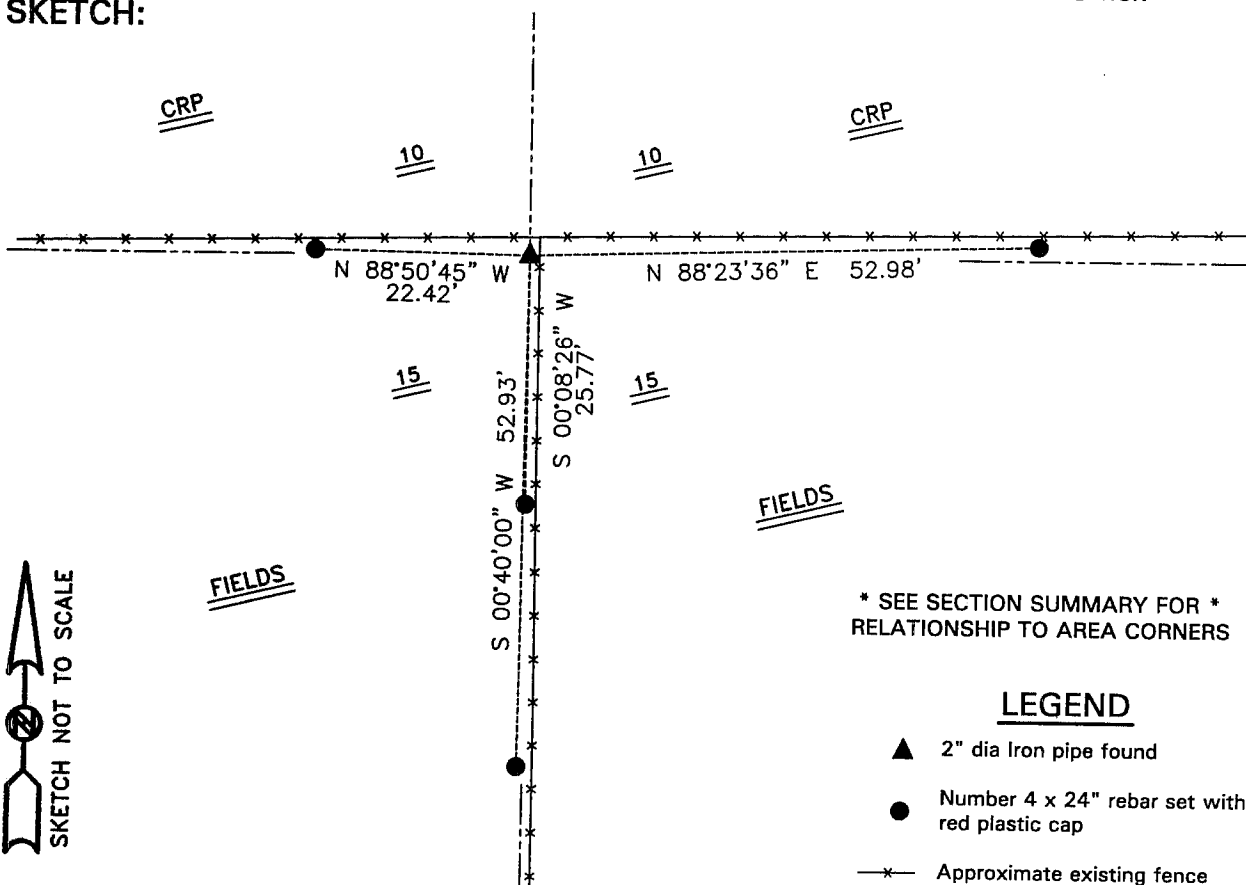 SKETCH:
CRP
CRP
10
10
N 88°50'45" W
22.42'
N 88°23'36" E 52.98'
S 00°08'26" W
25.77'
S 00°40'00" W 52.93'
15
15
FIELDS
FIELDS
N
SKETCH NOT TO SCALE
* SEE SECTION SUMMARY FOR *
RELATIONSHIP TO AREA CORNERS
LEGEND
2" dia Iron pipe found
Number 4 x 24" rebar set with
red plastic cap
Approximate existing fence